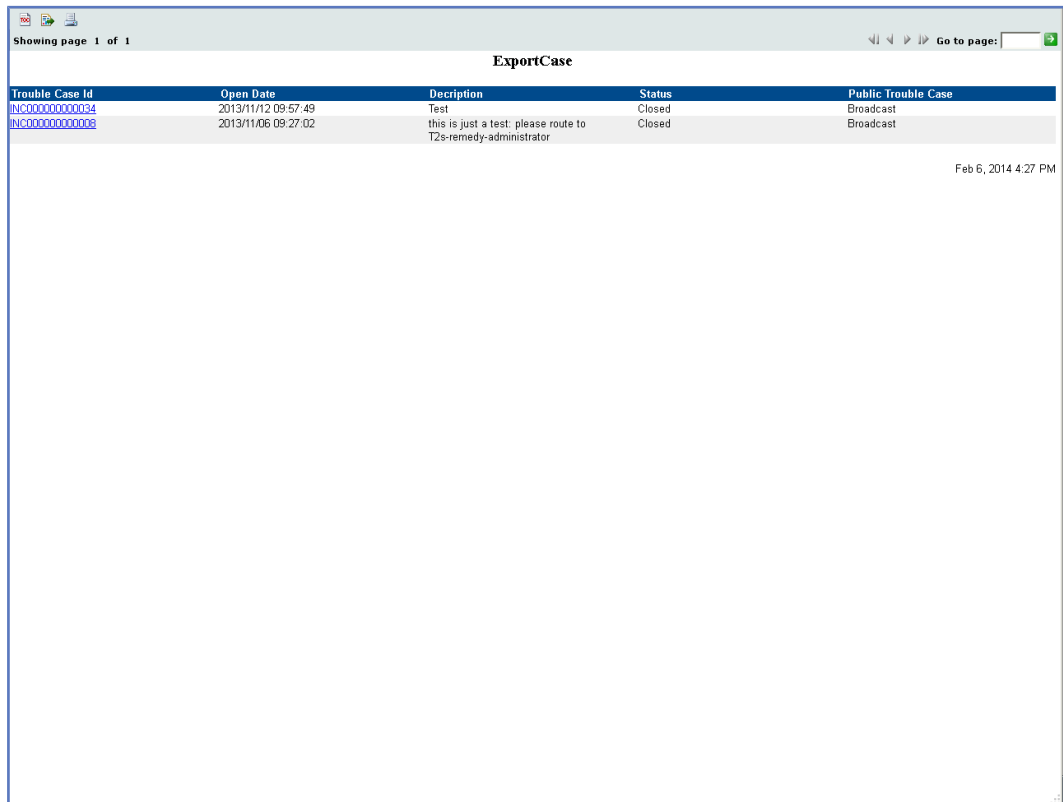 TOC
Showing page 1 of 1 Go to page:
ExportCase
Trouble Case Id Open Date Decription Status Public Trouble Case
INC000000000034 2013/11/12 09:57:49 Test Closed Broadcast
INC000000000008 2013/11/06 09:27:02 this is just a test: please route to Closed Broadcast
T2s-remedy-administrator
Feb 6, 2014 4:27 PM